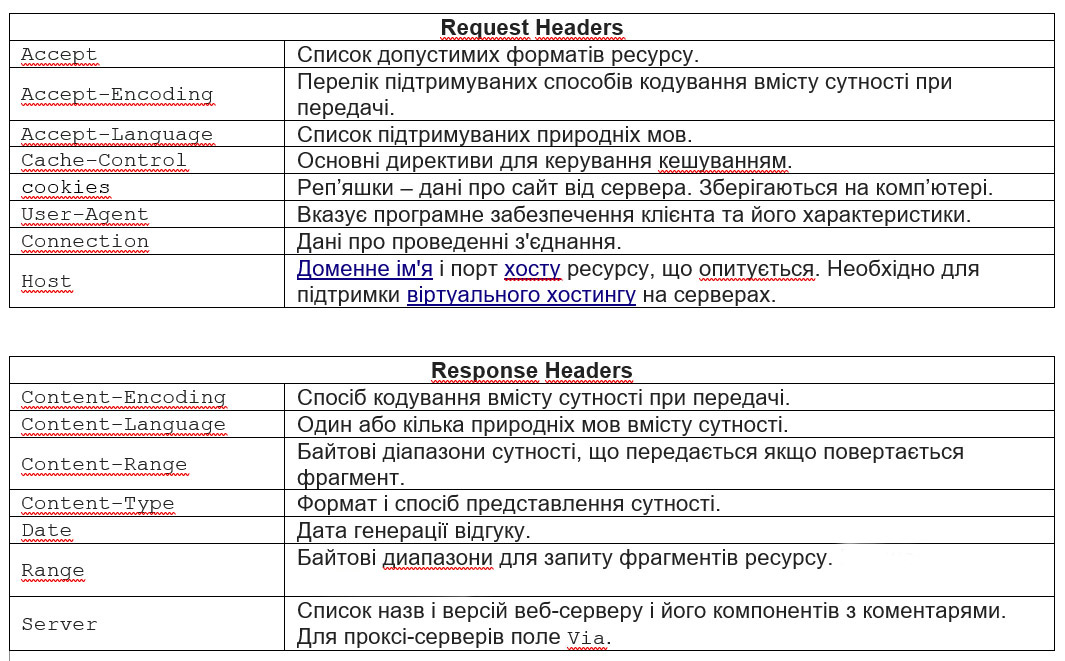 Request Headers
Accept
Список допустимих форматів ресурсу.
Accept-Encoding
Перелік підтримуваних способів кодування вмісту сутності при
передачі.
Accept-Language
Список підтримуваних природніх мов.
Cache-Control
Основні директиви для керування кешуванням.
cookies
Реп’яшки – дані про сайт від сервера. Зберігаються на комп’ютері.
User-Agent
Вказує програмне забезпечення клієнта та його характеристики.
Connection
Дані про проведенні з'єднання.
Host
Доменне ім'я і порт хосту ресурсу, що опитується. Необхідно для
підтримки віртуального хостингу на серверах.
Response Headers
Content-Encoding
Спосіб кодування вмісту сутності при передачі.
Content-Language
Один або кілька природніх мов вмісту сутності.
Content-Range
Байтові діапазони сутності, що передається якщо повертається
фрагмент.
Content-Type
Формат і спосіб представлення сутності.
Date
Дата генерації відгуку.
Range
Байтові диапазони для запиту фрагментів ресурсу.
Server
Список назв і версій веб-серверу і його компонентів з коментарями.
Для проксі-серверів поле Via.